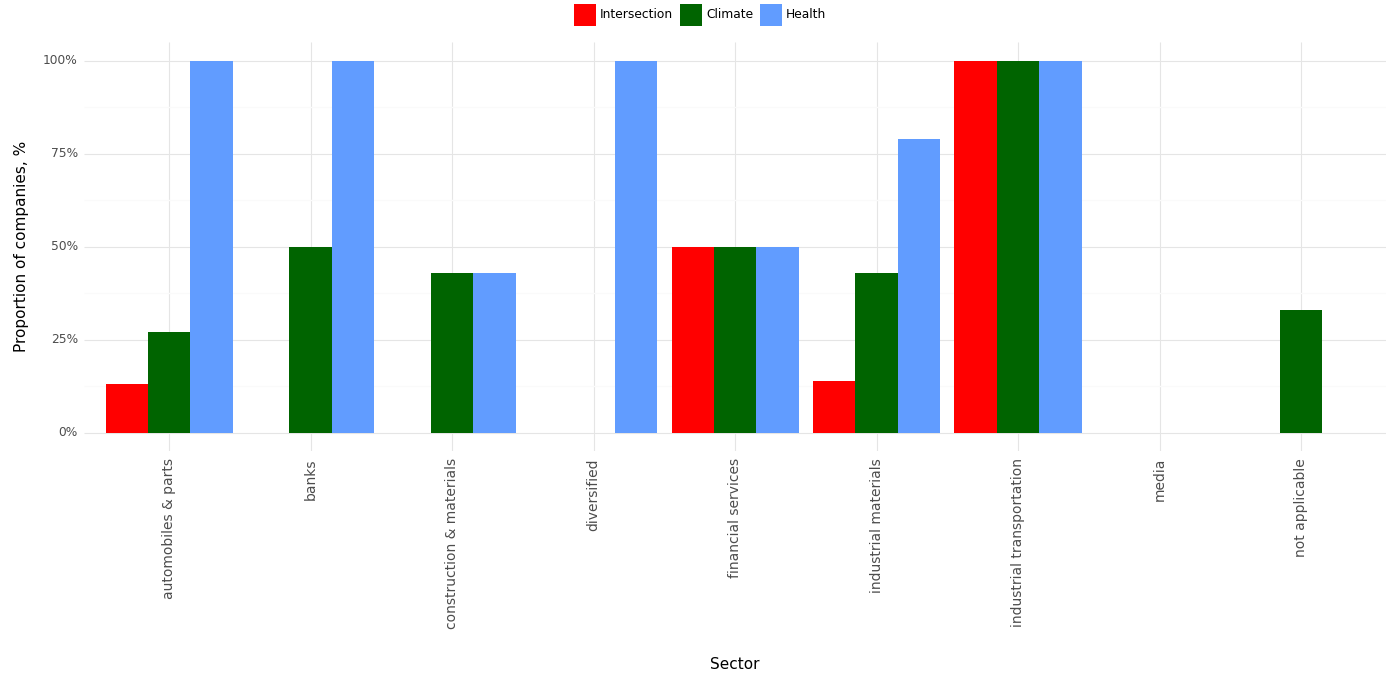 Intersection Climate Health
Proportion of companies, %
100%
75%
50%
25%
0%
automobiles & parts
banks
construction & materials
diversified
financial services
industrial materials
industrial transportation
media
not applicable
Sector